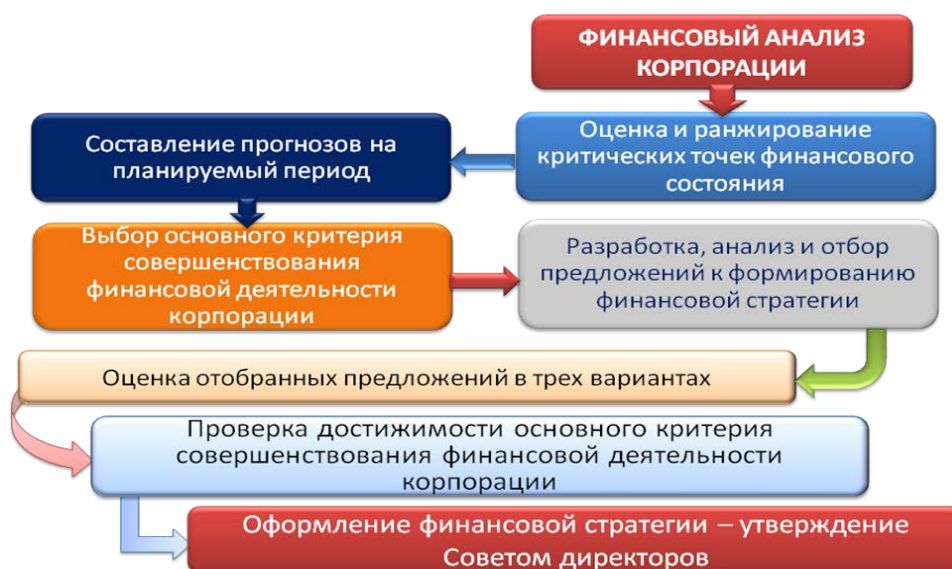 ФИНАНСОВЫЙ АНАЛИЗ
КОРПОРАЦИИ
Оценка и ранжирование
критических точек финансового
состояния
Составление прогнозов на
планируемый период
Выбор основного критерия
совершенствования
финансовой деятельности
корпорации
Разработка, анализ и отбор
предложений к формированию
финансовой стратегии
Оценка отобранных предложений в трех вариантах
Проверка достижимости основного критерия
совершенствования финансовой деятельности
корпорации
Оформление финансовой стратегии – утверждение
Советом директоров